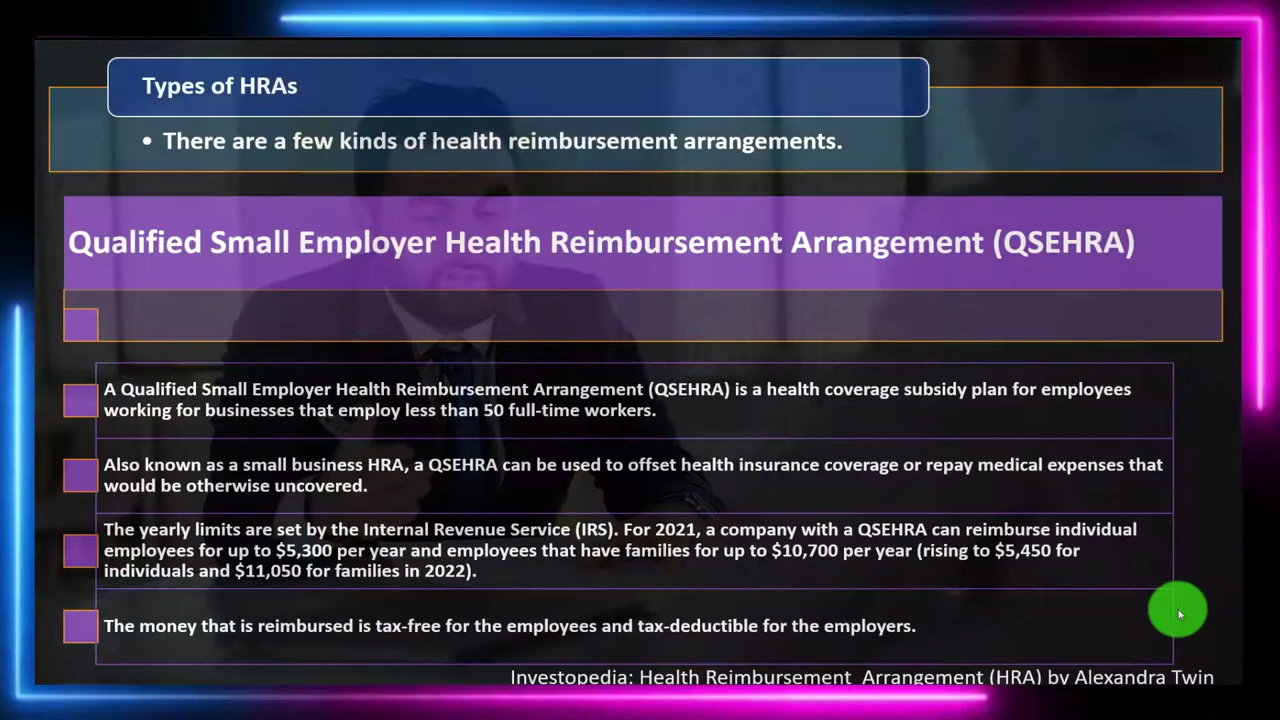 Types of HRAs
• There are a few kinds of health reimbursement arrangements.
Qualified Small Employer Health Reimbursement Arrangement (QSEHRA)
A Qualified Small Employer Health Reimbursement Arrangement (QSEHRA) is a health coverage subsidy plan for employees
working for businesses that employ less than 50 full-time workers.
Also known as a small business HRA, a QSEHRA can be used to offset health insurance coverage or repay medical expenses that
would be otherwise uncovered.
The yearly limits are set by the Internal Revenue Service (IRS). For 2021, a company with a QSEHRA can reimburse individual
employees for up to $5,300 per year and employees that have families for up to $10,700 per year (rising to $5,450 for
individuals and $11,050 for families in 2022).
The money that is reimbursed is tax-free for the employees and tax-deductible for the employers.
Investopedia: Health Reimbursement Arrangement (HRA) by Alexandra Twin